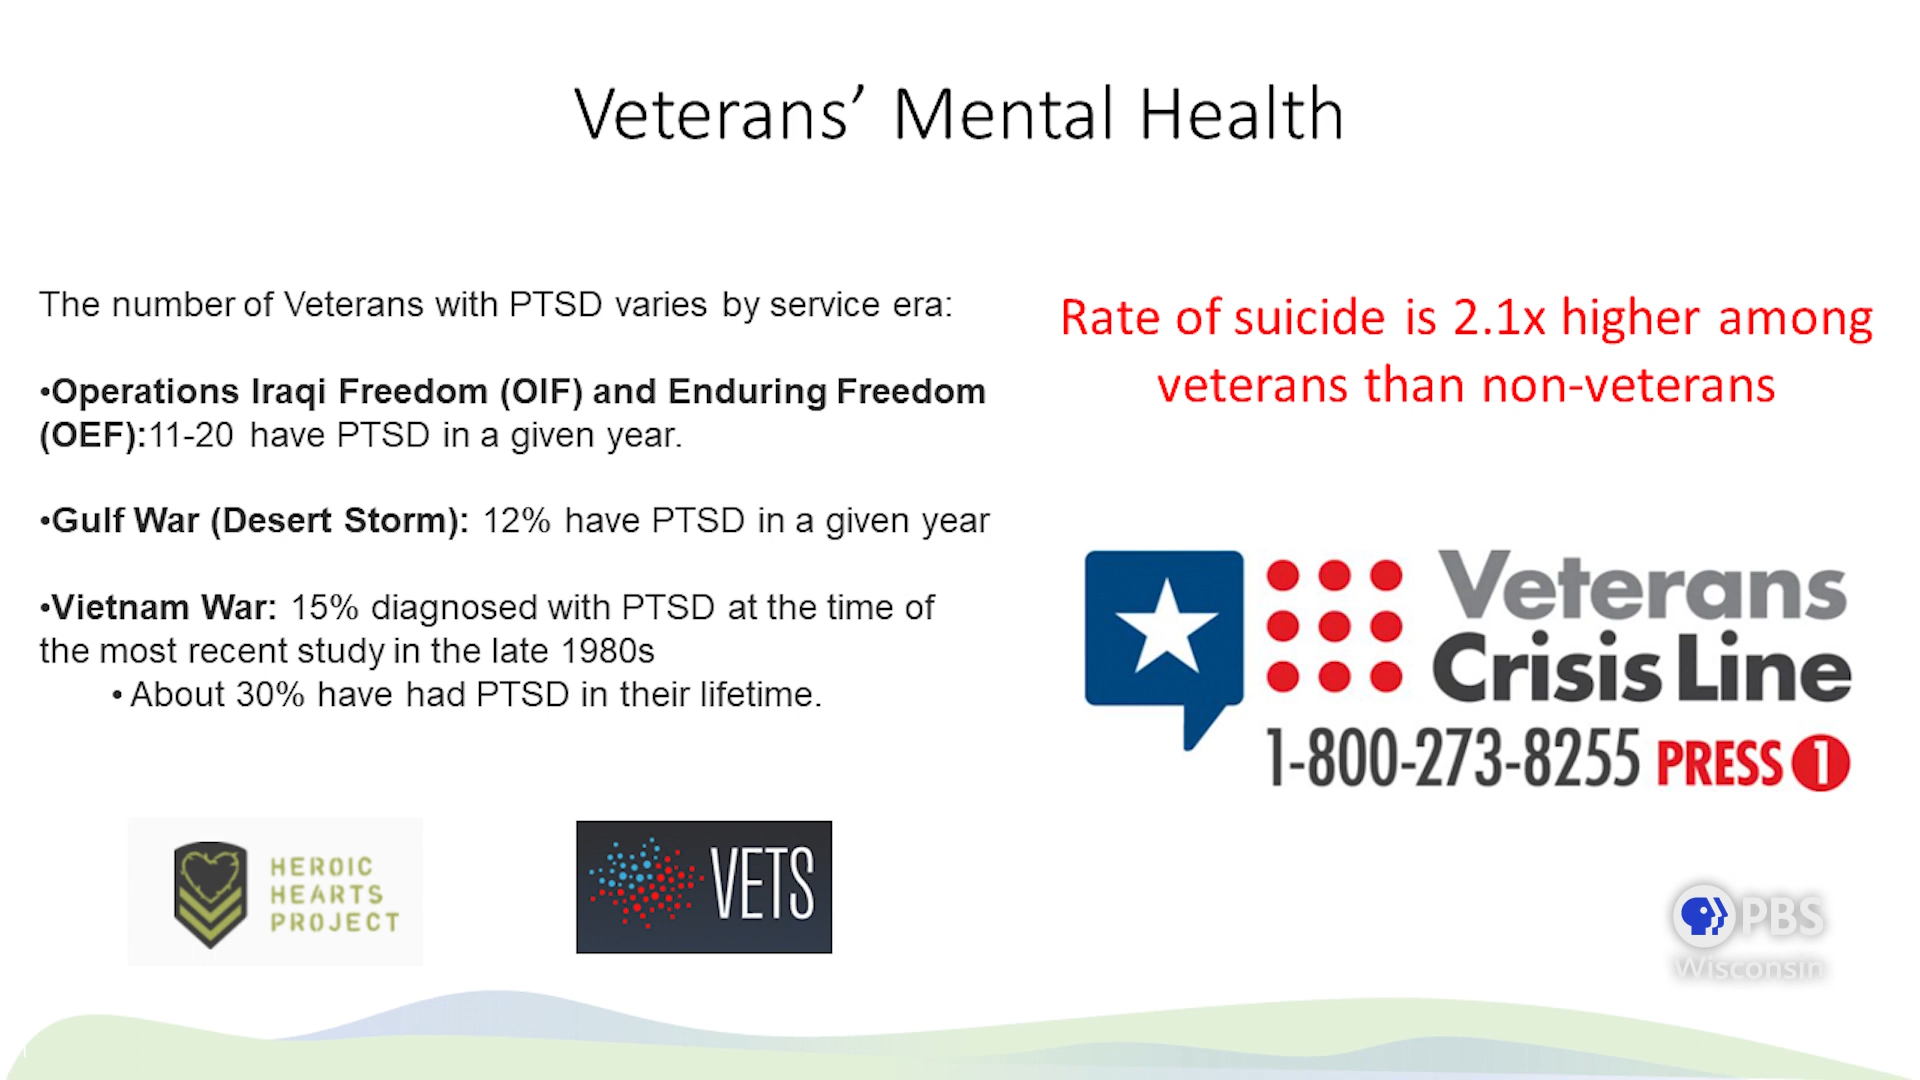 Veterans’ Mental Health
The number of Veterans with PTSD varies by service era:
•Operations Iraqi Freedom (OIF) and Enduring Freedom
(OEF):11-20 have PTSD in a given year.
•Gulf War (Desert Storm): 12% have PTSD in a given year
•Vietnam War: 15% diagnosed with PTSD at the time of
the most recent study in the late 1980s
• About 30% have had PTSD in their lifetime.
Rate of suicide is 2.1x higher among
veterans than non-veterans
Veterans
Crisis Line
1-800-273-8255 PRESS 1
HEROIC
HEARTS
PROJECT
VETS
PBS
Wisconsin